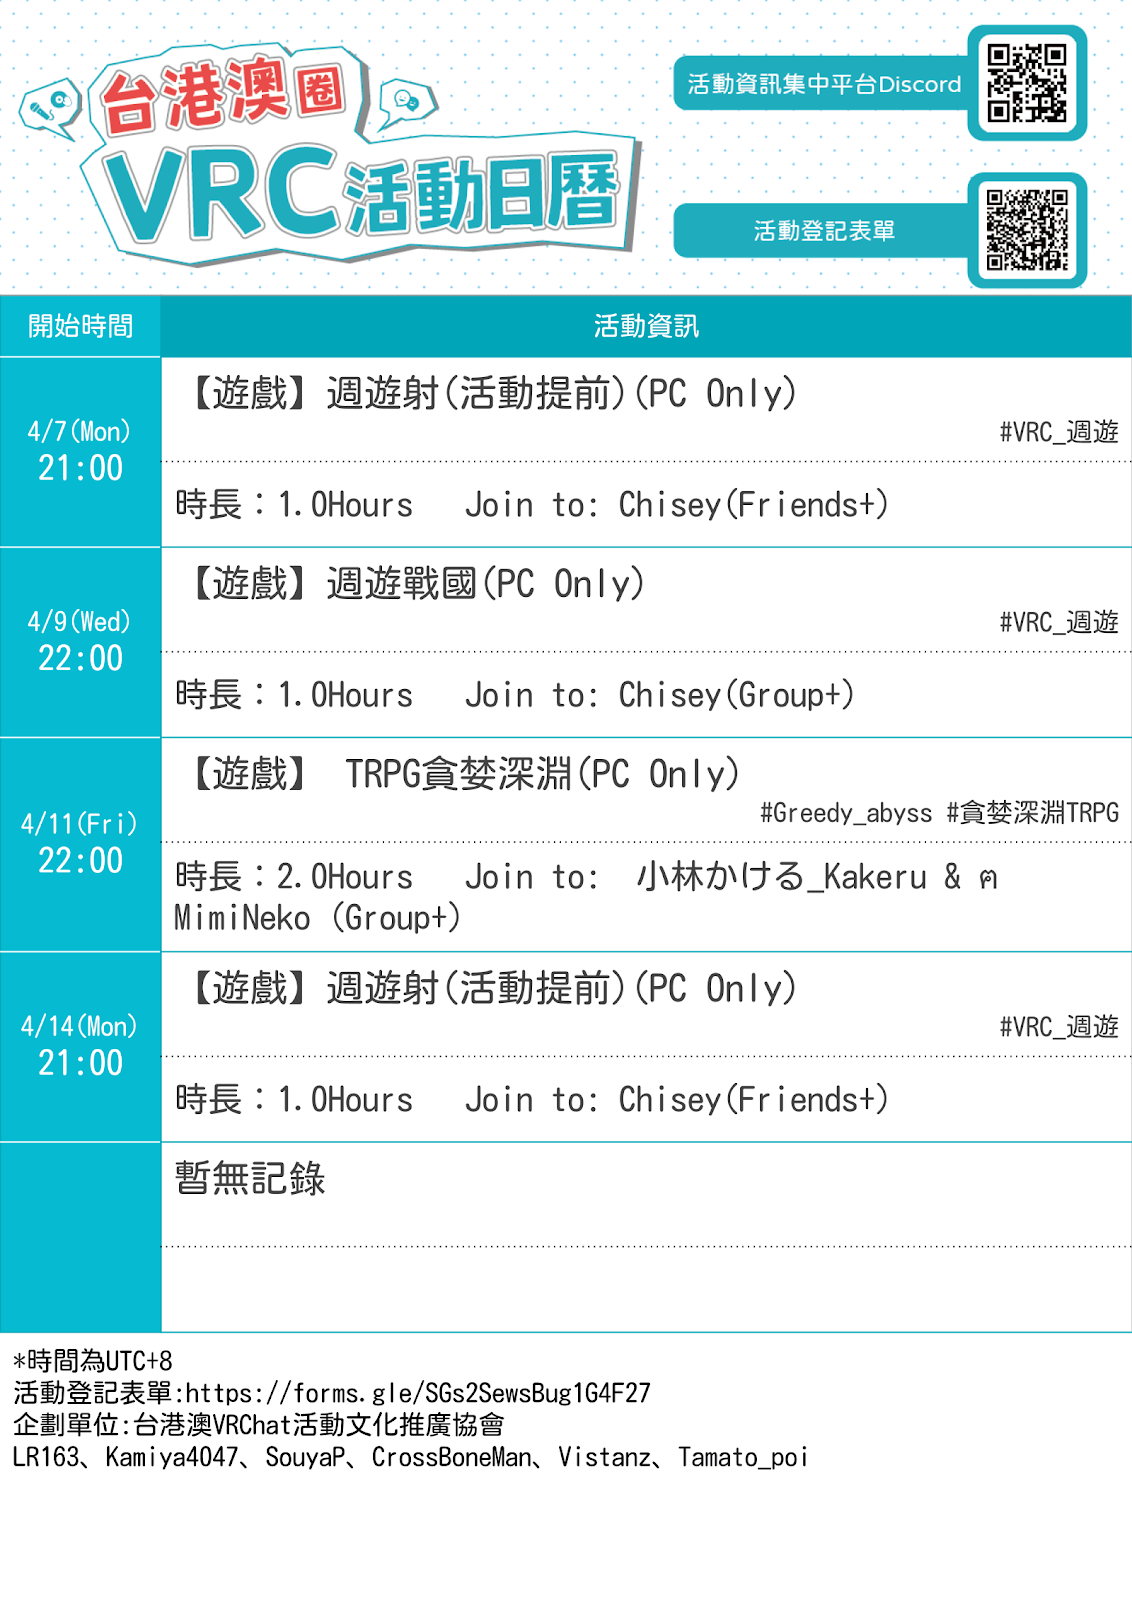 台港澳圈
VRC活動日曆
活動資訊集中平台Discord
活動登記表單
開始時間
活動資訊
4/7(Mon)
21:00
【遊戲】週遊射(活動提前)(PC Only)
#VRC_週遊
時長：1.0Hours Join to: Chisey(Friends+)
4/9(Wed)
22:00
【遊戲】週遊戰國(PC Only)
#VRC_週遊
時長：1.0Hours Join to: Chisey(Group+)
4/11(Fri)
22:00
【遊戲】 TRPG貪婪深淵(PC Only)
#Greedy_abyss #貪婪深淵TRPG
時長：2.0Hours Join to: 小林かける_Kakeru & ฅ
MimiNeko (Group+)
4/14(Mon)
21:00
【遊戲】週遊射(活動提前)(PC Only)
#VRC_週遊
時長：1.0Hours Join to: Chisey(Friends+)
暫無記錄
*時間為UTC+8
活動登記表單:https://forms.gle/SGs2SewsBug1G4F27
企劃單位:台港澳VRChat活動文化推廣協會
LR163、Kamiya4047、SouyaP、CrossBoneMan、Vistanz、Tamato_poi